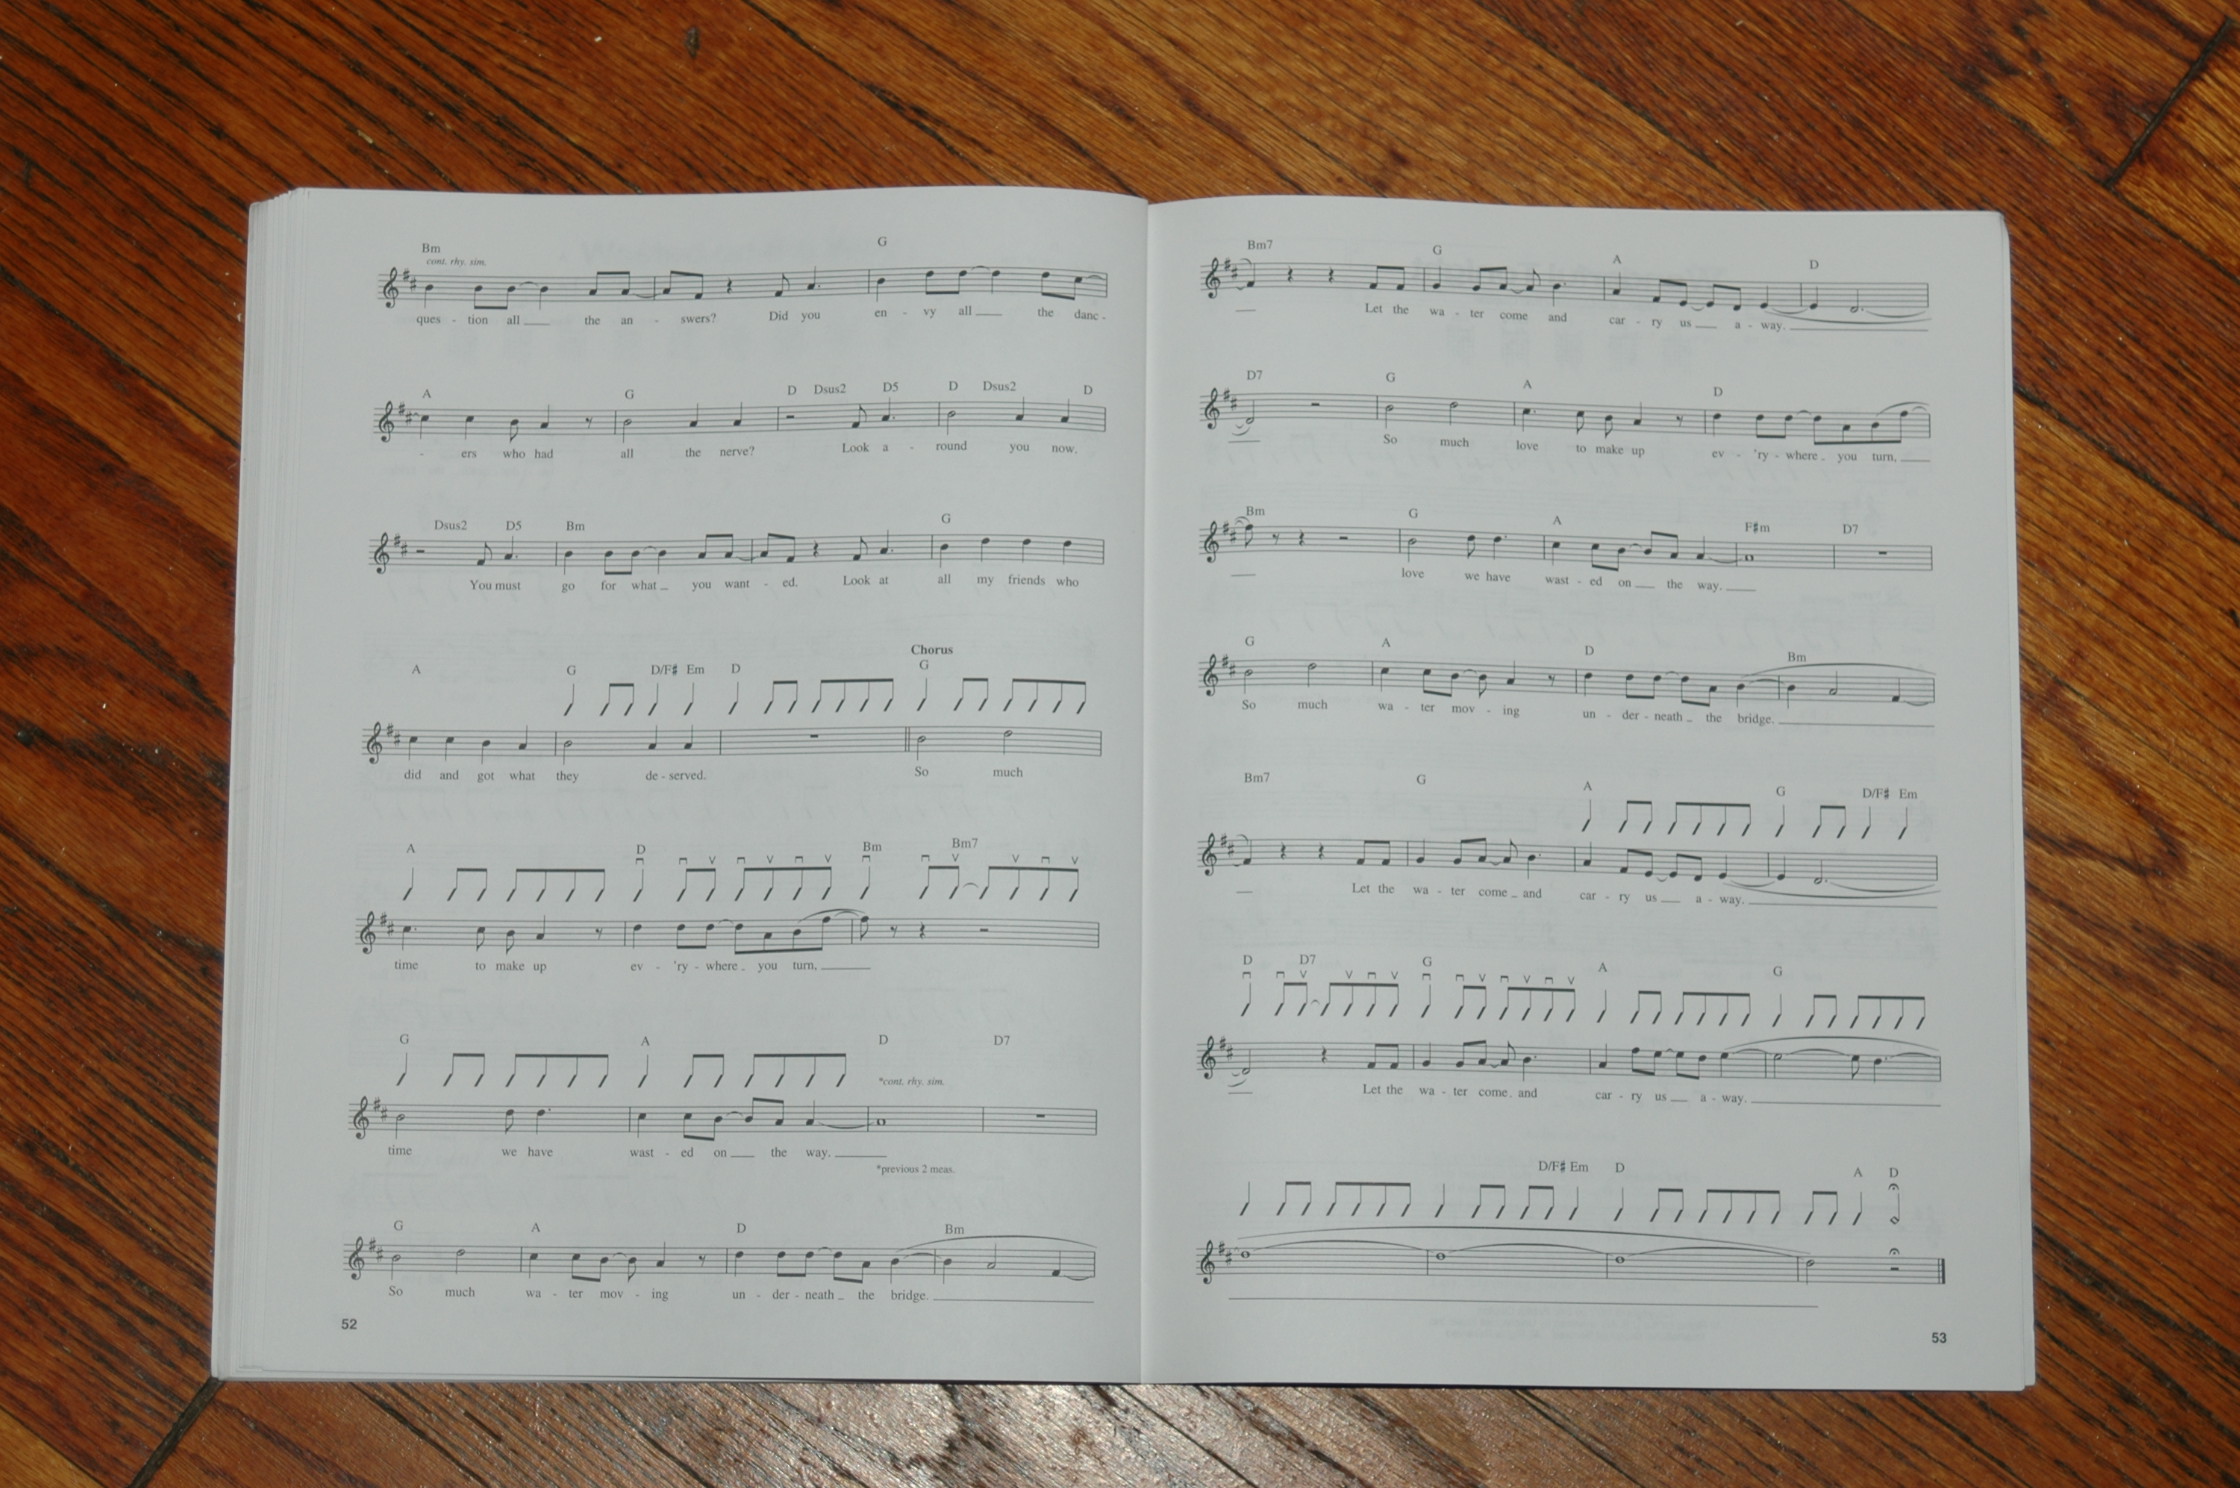 Bm G
cont. rhy. sim.
ques - tion all the an - swers? Did you en - vy all the danc -
A G D Dsus2 D5 D Dsus2 D
- ers who had all the nerve? Look a - round you now.
Dsus2 D5 Bm G
You must go for what you want - ed. Look at all my friends who
Chorus
A G D/F# Em D G
did and got what they de - served. So much
A D Bm Bm7
time to make up ev - 'ry - where you turn,
G A D D7
*cont. rhy. sim.
time we have wast - ed on the way.
*previous 2 meas.
G A D Bm
So much wa - ter mov - ing un - der - neath the bridge.
52
Bm7 G A D
Let the wa - ter come and car - ry us a - way.
D7 G A D
So much love to make up ev - 'ry - where you turn,
Bm G A F#m D7
love we have wast - ed on the way.
G A D Bm
So much wa - ter mov - ing un - der - neath the bridge.
Bm7 G A G D/F# Em
Let the wa - ter come and car - ry us a - way.
D D7 G A G
Let the wa - ter come and car - ry us a - way.
D/F# Em D A D
53